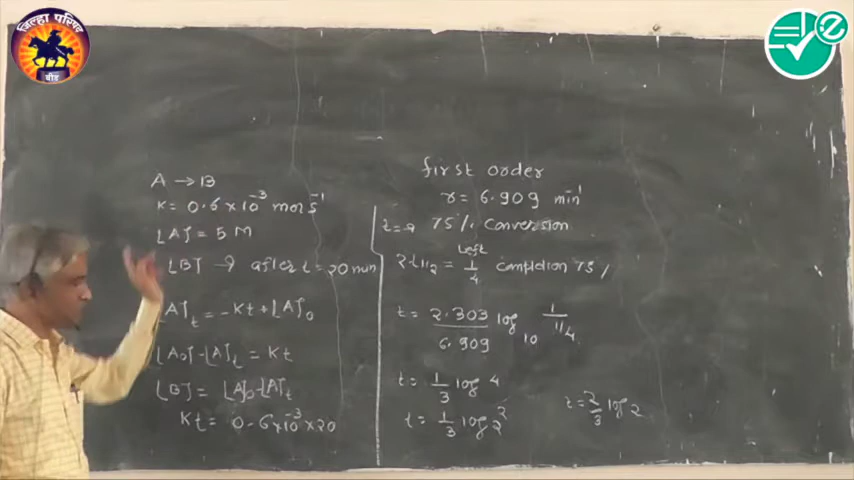 जिल्हा परिषद
बीड
e
A → B
K = 0.6 × 10⁻³ mol s⁻¹
[A] = 5 M
[B] → after t = 20 min
[A]t = -Kt + [A]0
[A0] - [A]t = Kt
[B] = [A]0 - [A]t
Kt = 0.6×10⁻³ × 20
first order
r = 6.909 min⁻¹
t = ? 75% Conversion
left
2t1/2 = 1/4 completion 75%
t = 2.303/6.909 log10 1/(1/4)
t = 1/3 log 4
t = 1/3 log 2²
t = 2/3 log 2